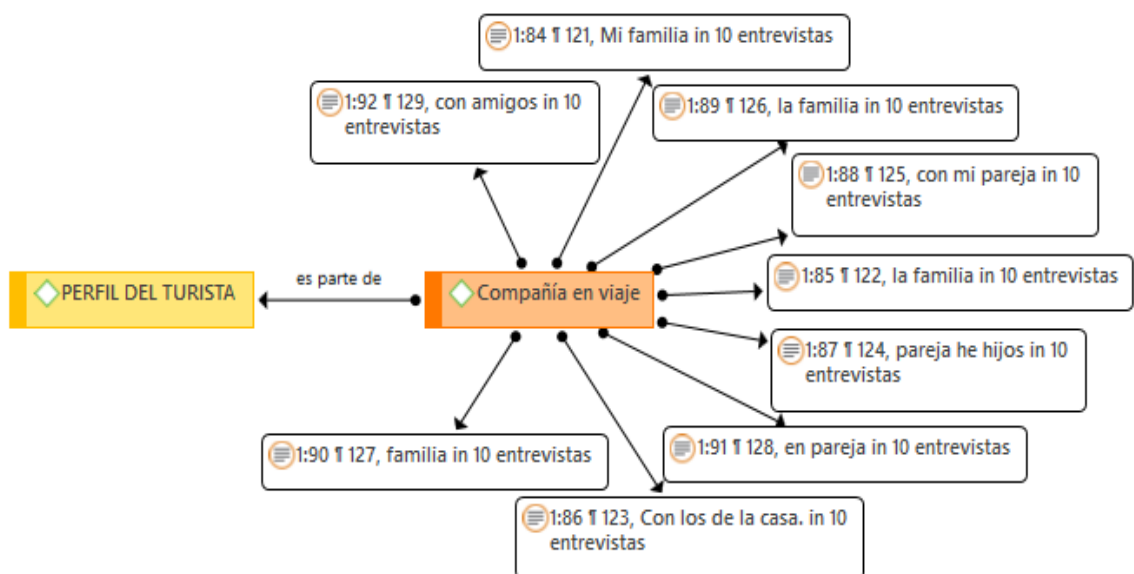 1:84 ¶ 121, Mi familia in 10 entrevistas
1:92 ¶ 129, con amigos in 10
entrevistas
1:89 ¶ 126, la familia in 10 entrevistas
1:88 ¶ 125, con mi pareja in 10
entrevistas
PERFIL DEL TURISTA
es parte de
Compañía en viaje
1:85 ¶ 122, la familia in 10 entrevistas
1:87 ¶ 124, pareja he hijos in 10
entrevistas
1:91 ¶ 128, en pareja in 10 entrevistas
1:90 ¶ 127, familia in 10 entrevistas
1:86 ¶ 123, Con los de la casa. in 10
entrevistas